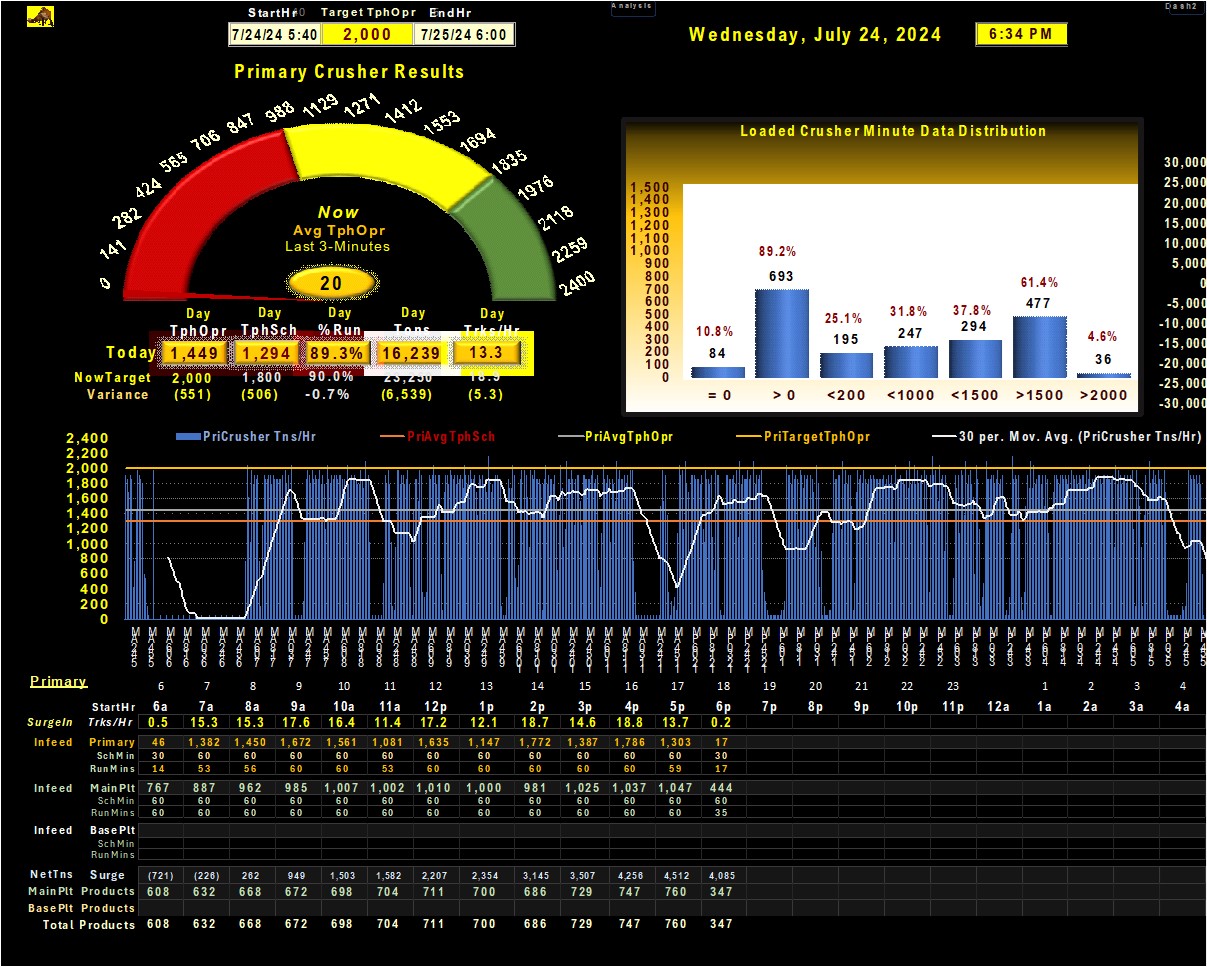 StartHr Target TphOpr EndHr
7/24/24 5:40 2,000 7/25/24 6:00
Analysis
Dash2
Wednesday, July 24, 2024 6:34 PM
Primary Crusher Results
0 141 282 424 565 706 847 988 1129 1271 1412 1553 1694 1835 1976 2118 2259 2400
Now
Avg TphOpr
Last 3-Minutes
20
Day Day Day Day Day
TphOpr TphSch %Run Tons Trks/Hr
Today 1,449 1,294 89.3% 16,239 13.3
NowTarget 2,000 1,800 90.0% 23,250 18.9
Variance (551) (506) -0.7% (6,539) (5.3)
Loaded Crusher Minute Data Distribution
1,500
1,400
1,300
1,200
1,100
1,000
900
800
700
600
500
400
300
200
100
0
10.8% 89.2% 25.1% 31.8% 37.8% 61.4% 4.6%
84 693 195 247 294 477 36
= 0 > 0 <200 <1000 <1500 >1500 >2000
30,000
25,000
20,000
15,000
10,000
5,000
0
-5,000
-10,000
-15,000
-20,000
-25,000
-30,000
PriCrusher Tns/Hr PriAvgTphSch PriAvgTphOpr PriTargetTphOpr 30 per. Mov. Avg. (PriCrusher Tns/Hr)
2,400
2,200
2,000
1,800
1,600
1,400
1,200
1,000
800
600
400
200
0
Primary 6 7 8 9 10 11 12 13 14 15 16 17 18 19 20 21 22 23 1 2 3 4
StartHr 6a 7a 8a 9a 10a 11a 12p 1p 2p 3p 4p 5p 6p 7p 8p 9p 10p 11p 12a 1a 2a 3a 4a
SurgeIn Trks/Hr 0.5 15.3 15.3 17.6 16.4 11.4 17.2 12.1 18.7 14.6 18.8 13.7 0.2
Infeed Primary 46 1,382 1,450 1,672 1,561 1,081 1,635 1,147 1,772 1,387 1,786 1,303 17
SchMin 30 60 60 60 60 60 60 60 60 60 60 60 30
RunMins 14 53 56 60 60 53 60 60 60 60 60 59 17
Infeed MainPlt 767 887 962 985 1,007 1,002 1,010 1,000 981 1,025 1,037 1,047 444
SchMin 60 60 60 60 60 60 60 60 60 60 60 60 60
RunMins 60 60 60 60 60 60 60 60 60 60 60 60 35
Infeed BasePlt
SchMin
RunMins
NetTns Surge (721) (226) 262 949 1,503 1,582 2,207 2,354 3,145 3,507 4,256 4,512 4,085
MainPlt Products 608 632 668 672 698 704 711 700 686 729 747 760 347
BasePlt Products
Total Products 608 632 668 672 698 704 711 700 686 729 747 760 347